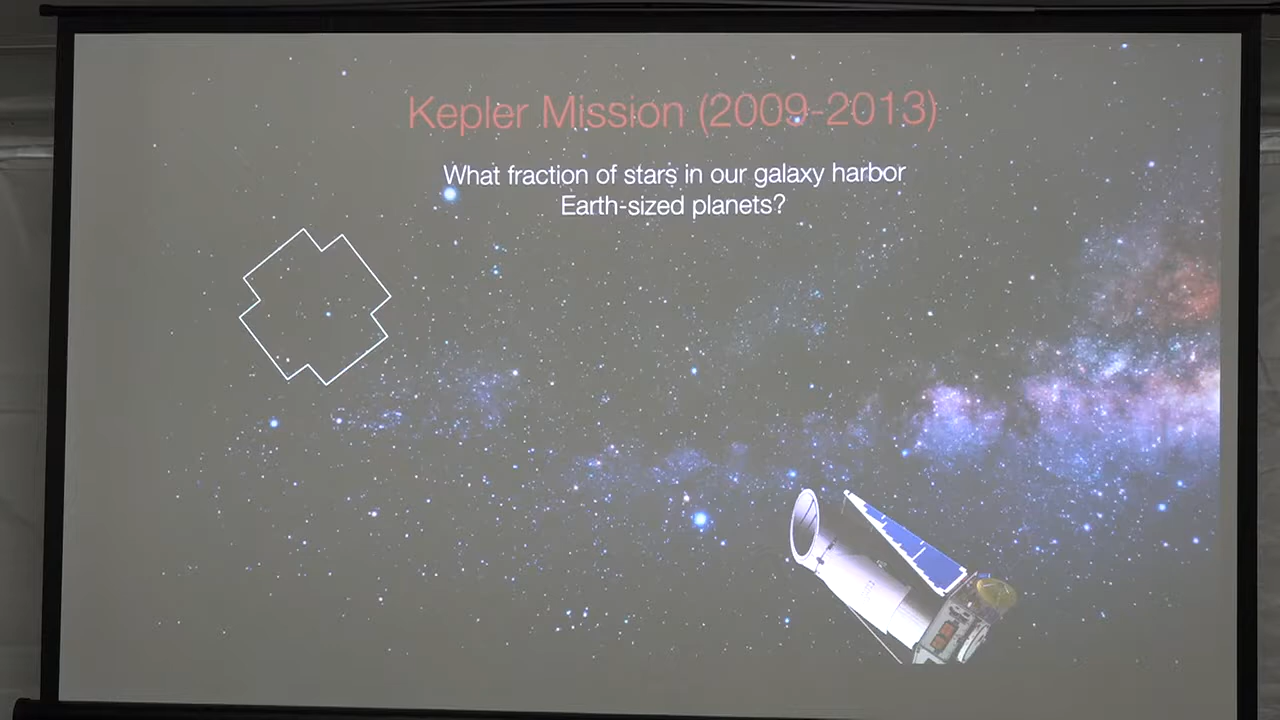 Kepler Mission (2009-2013)
What fraction of stars in our galaxy harbor
Earth-sized planets?